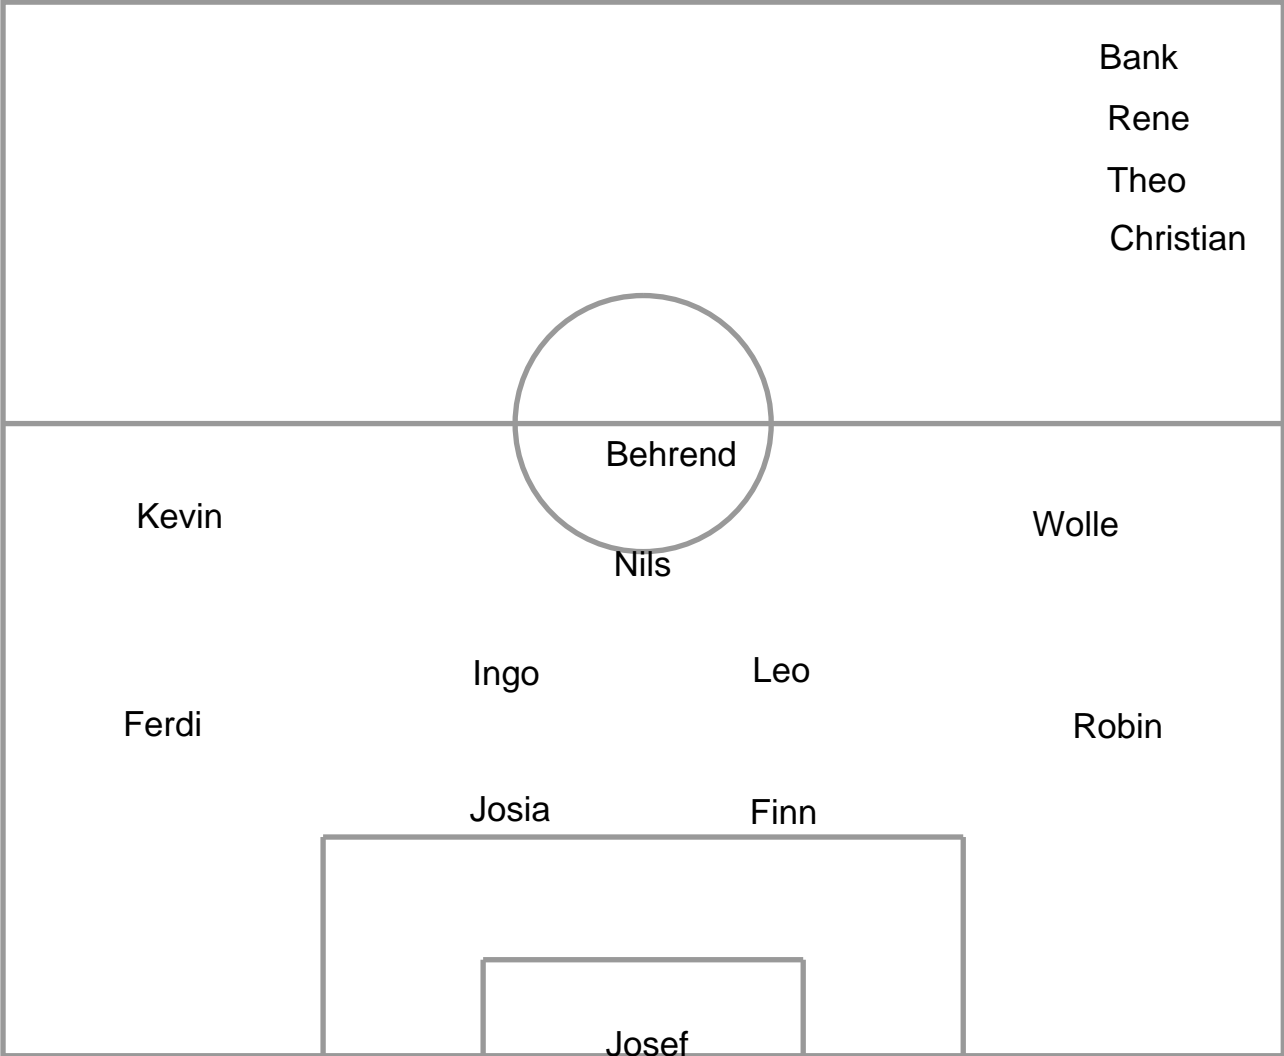 Bank
Rene
Theo
Christian
Behrend
Kevin
Wolle
Nils
Ingo
Leo
Ferdi
Robin
Josia
Finn
Josef